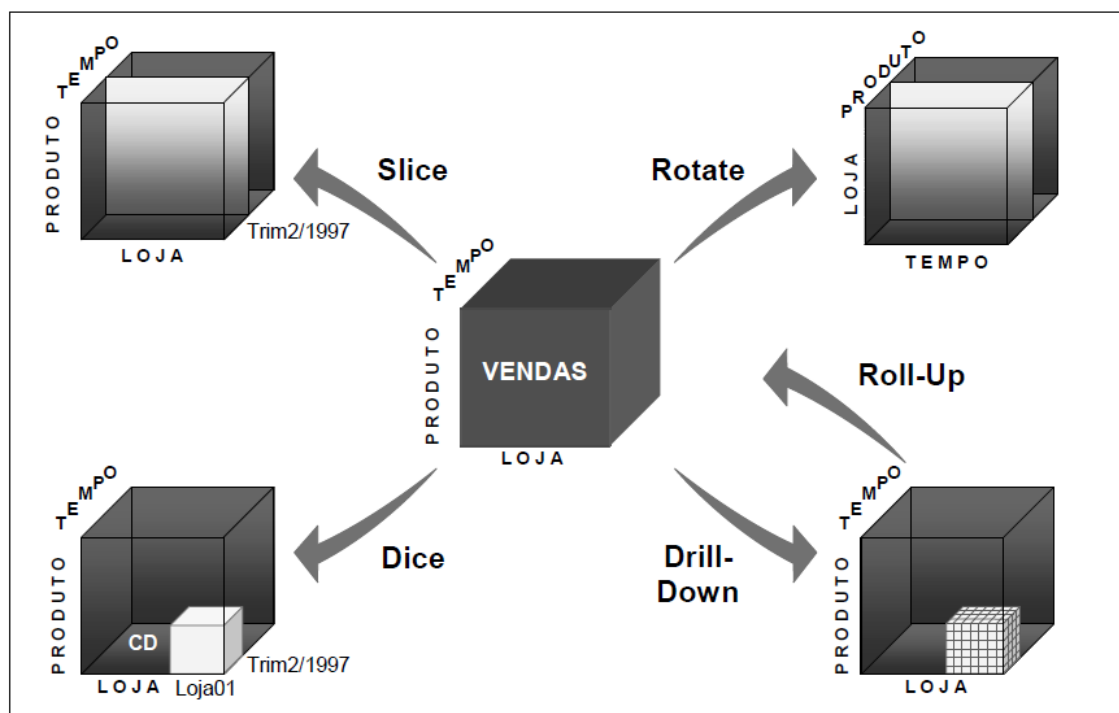 TEMPO
PRODUTO
Slice
Trim2/1997
LOJA
PRODUTO
LOJA
Rotate
TEMPO
TEMPO
PRODUTO
VENDAS
LOJA
Roll-Up
TEMPO
PRODUTO
Dice
CD
Trim2/1997
LOJA
Loja01
Drill-
Down
TEMPO
PRODUTO
LOJA